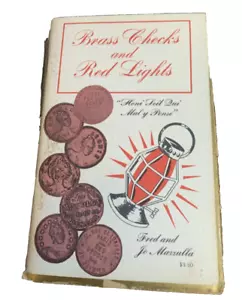 Brass Checks
and
Red Lights
"Honi Soit Qui
Mal y Pense"
Fred and
Jo Mazzulla